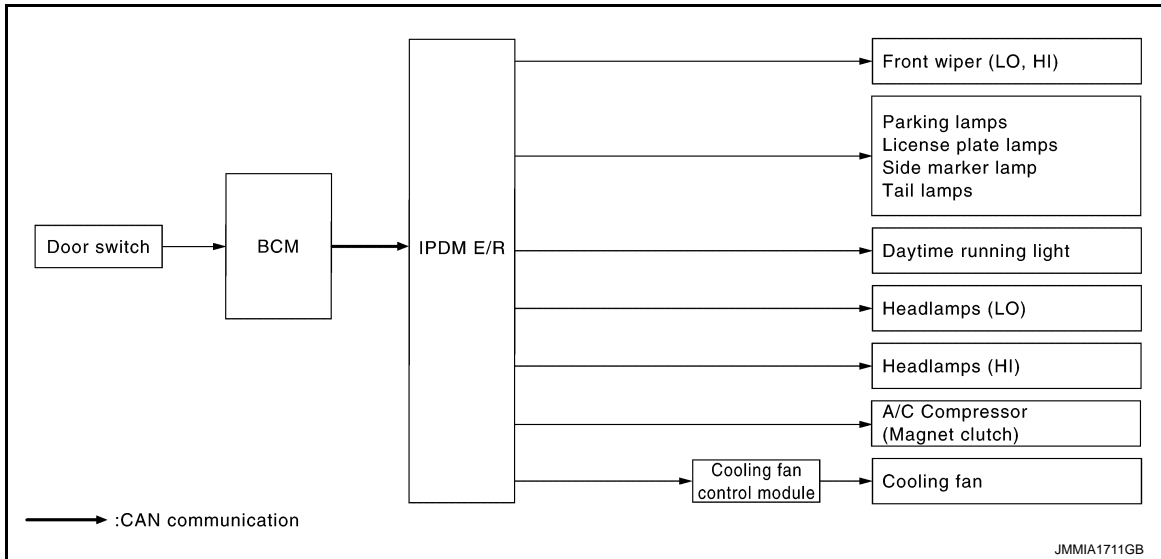 Door switch
BCM
IPDM E/R
Front wiper (LO, HI)
Parking lamps
License plate lamps
Side marker lamp
Tail lamps
Daytime running light
Headlamps (LO)
Headlamps (HI)
A/C Compressor
(Magnet clutch)
Cooling fan
control module
Cooling fan
:CAN communication
JMMIA1711GB